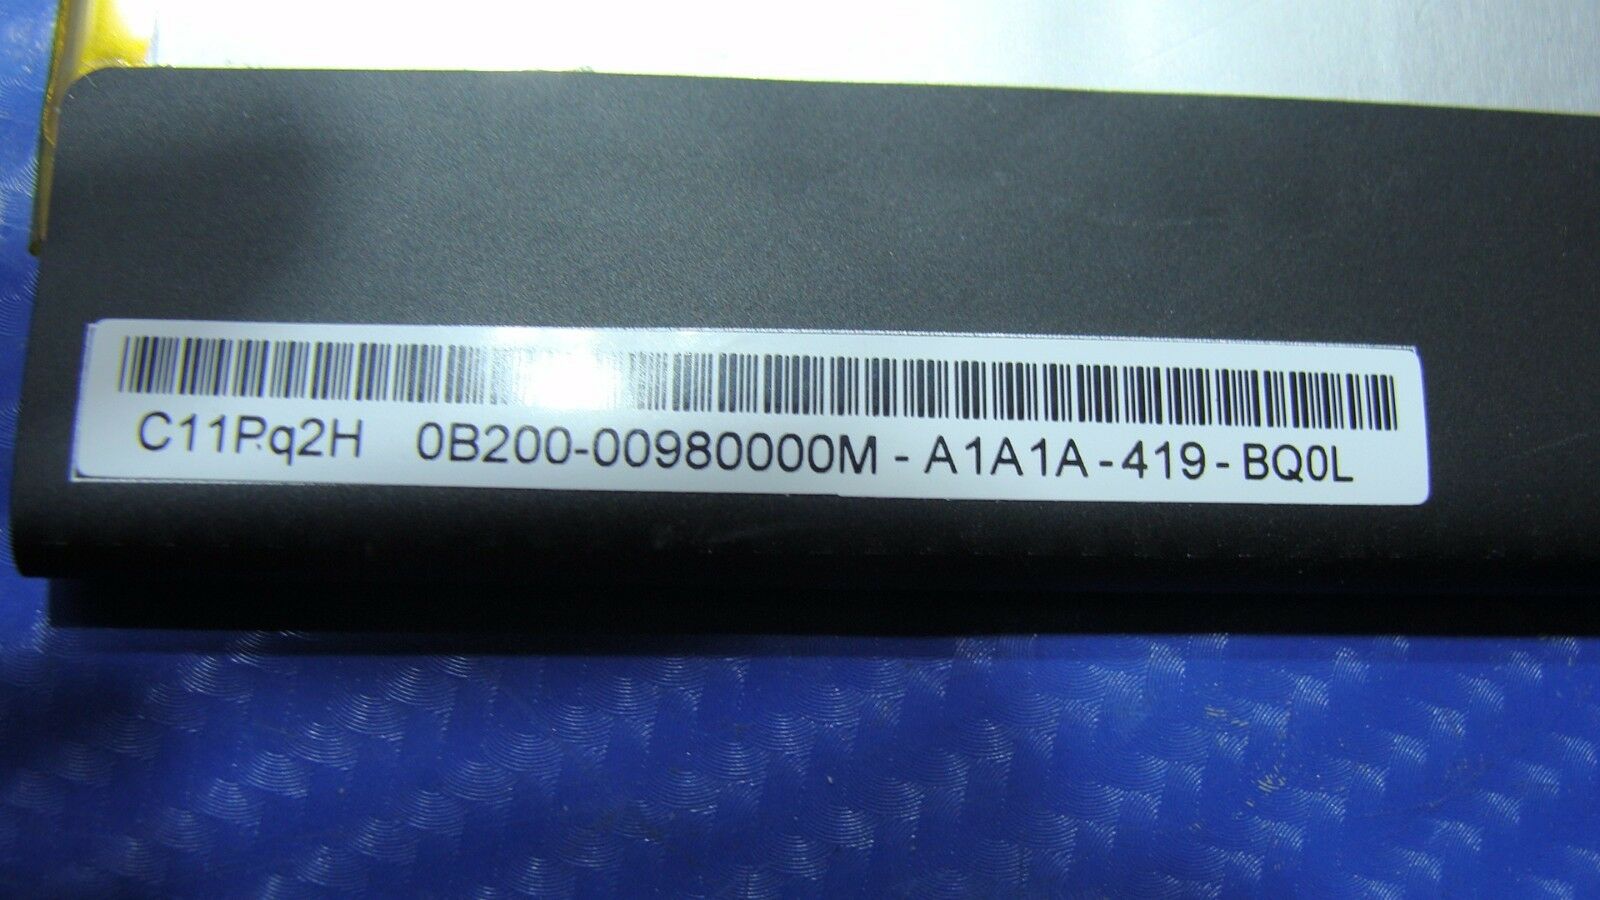 C11Pq2H 0B200-00980000M - A1A1A - 419 - BQ0L